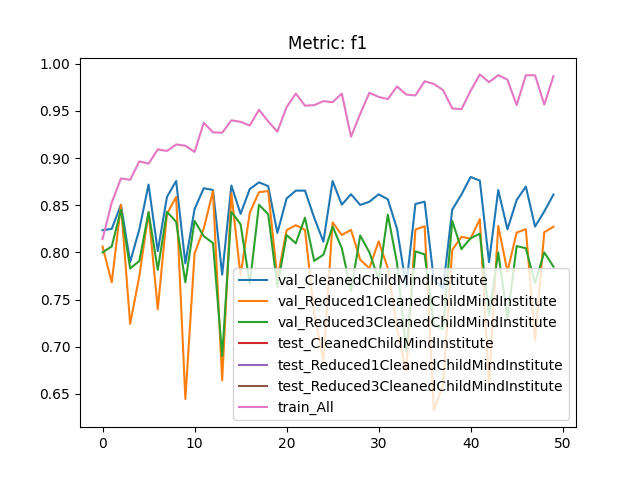 Metric: f1
1.00
0.95
0.90
0.85
0.80
0.75
0.70
0.65
val_CleanedChildMindInstitute
val_Reduced1CleanedChildMindInstitute
val_Reduced3CleanedChildMindInstitute
test_CleanedChildMindInstitute
test_Reduced1CleanedChildMindInstitute
test_Reduced3CleanedChildMindInstitute
train_All
0 10 20 30 40 50